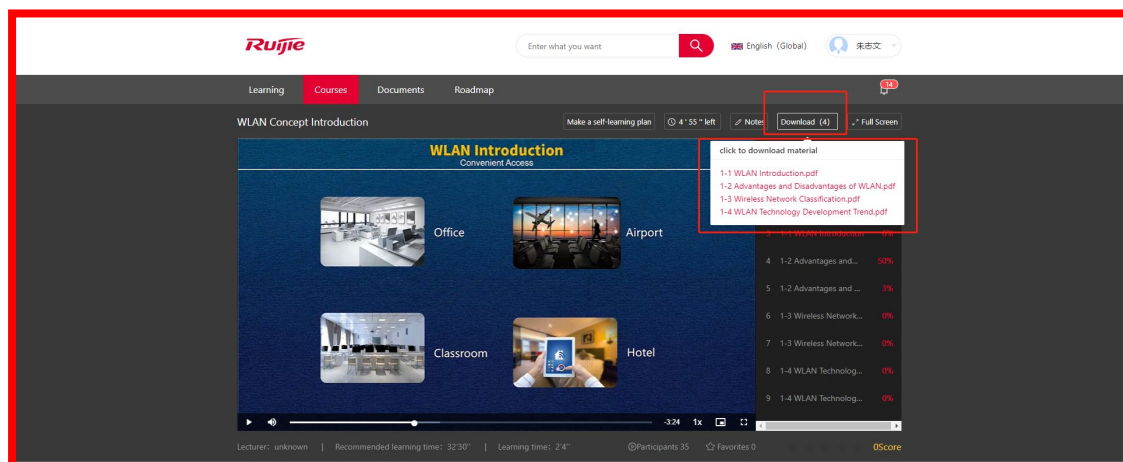 Ruijie
Enter what you want
English (Global)
朱志文
Learning
Courses
Documents
Roadmap
14
WLAN Concept Introduction
Make a self-learning plan
4 ' 55 '' left
Notes
Download (4)
Full Screen
WLAN Introduction
Convenient Access
click to download material
1-1 WLAN Introduction.pdf
1-2 Advantages and Disadvantages of WLAN.pdf
1-3 Wireless Network Classification.pdf
1-4 WLAN Technology Development Trend.pdf
Office
Airport
3 1-1 WLAN Introduction 0%
4 1-2 Advantages and... 50%
5 1-2 Advantages and ... 3%
6 1-3 Wireless Network... 0%
7 1-3 Wireless Network... 0%
8 1-4 WLAN Technolog... 0%
9 1-4 WLAN Technolog... 0%
Classroom
Hotel
-3:24 1x
Lecturer: unknown | Recommended learning time: 32'30'' | Learning time: 2'4''
Participants 35
Favorites 0
0Score